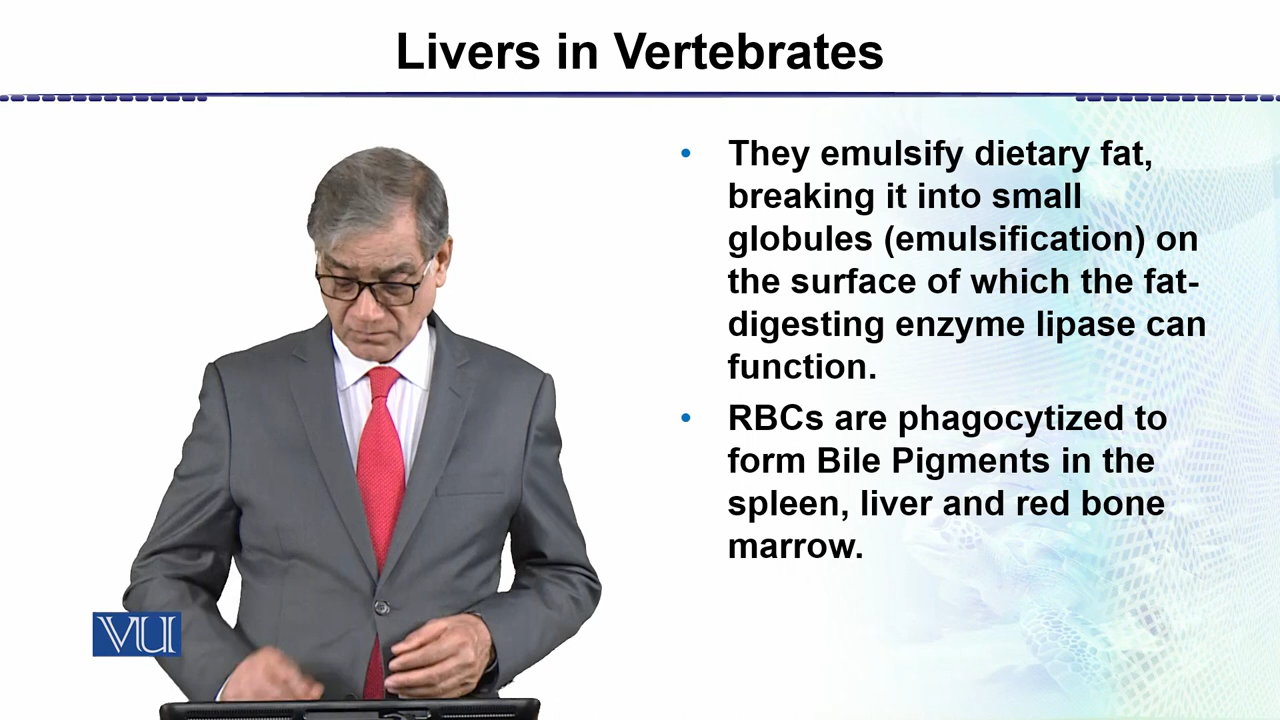 Livers in Vertebrates
• They emulsify dietary fat,
breaking it into small
globules (emulsification) on
the surface of which the fat-
digesting enzyme lipase can
function.
• RBCs are phagocytized to
form Bile Pigments in the
spleen, liver and red bone
marrow.
VU